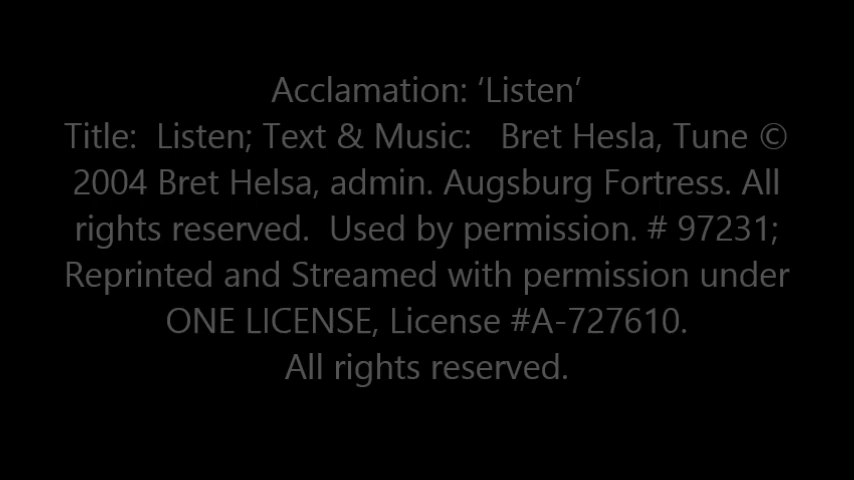 Acclamation: ‘Listen’
Title:  Listen; Text & Music:   Bret Hesla, Tune ©
2004 Bret Helsa, admin. Augsburg Fortress. All
rights reserved.  Used by permission. # 97231;
Reprinted and Streamed with permission under
ONE LICENSE, License #A-727610.
All rights reserved.